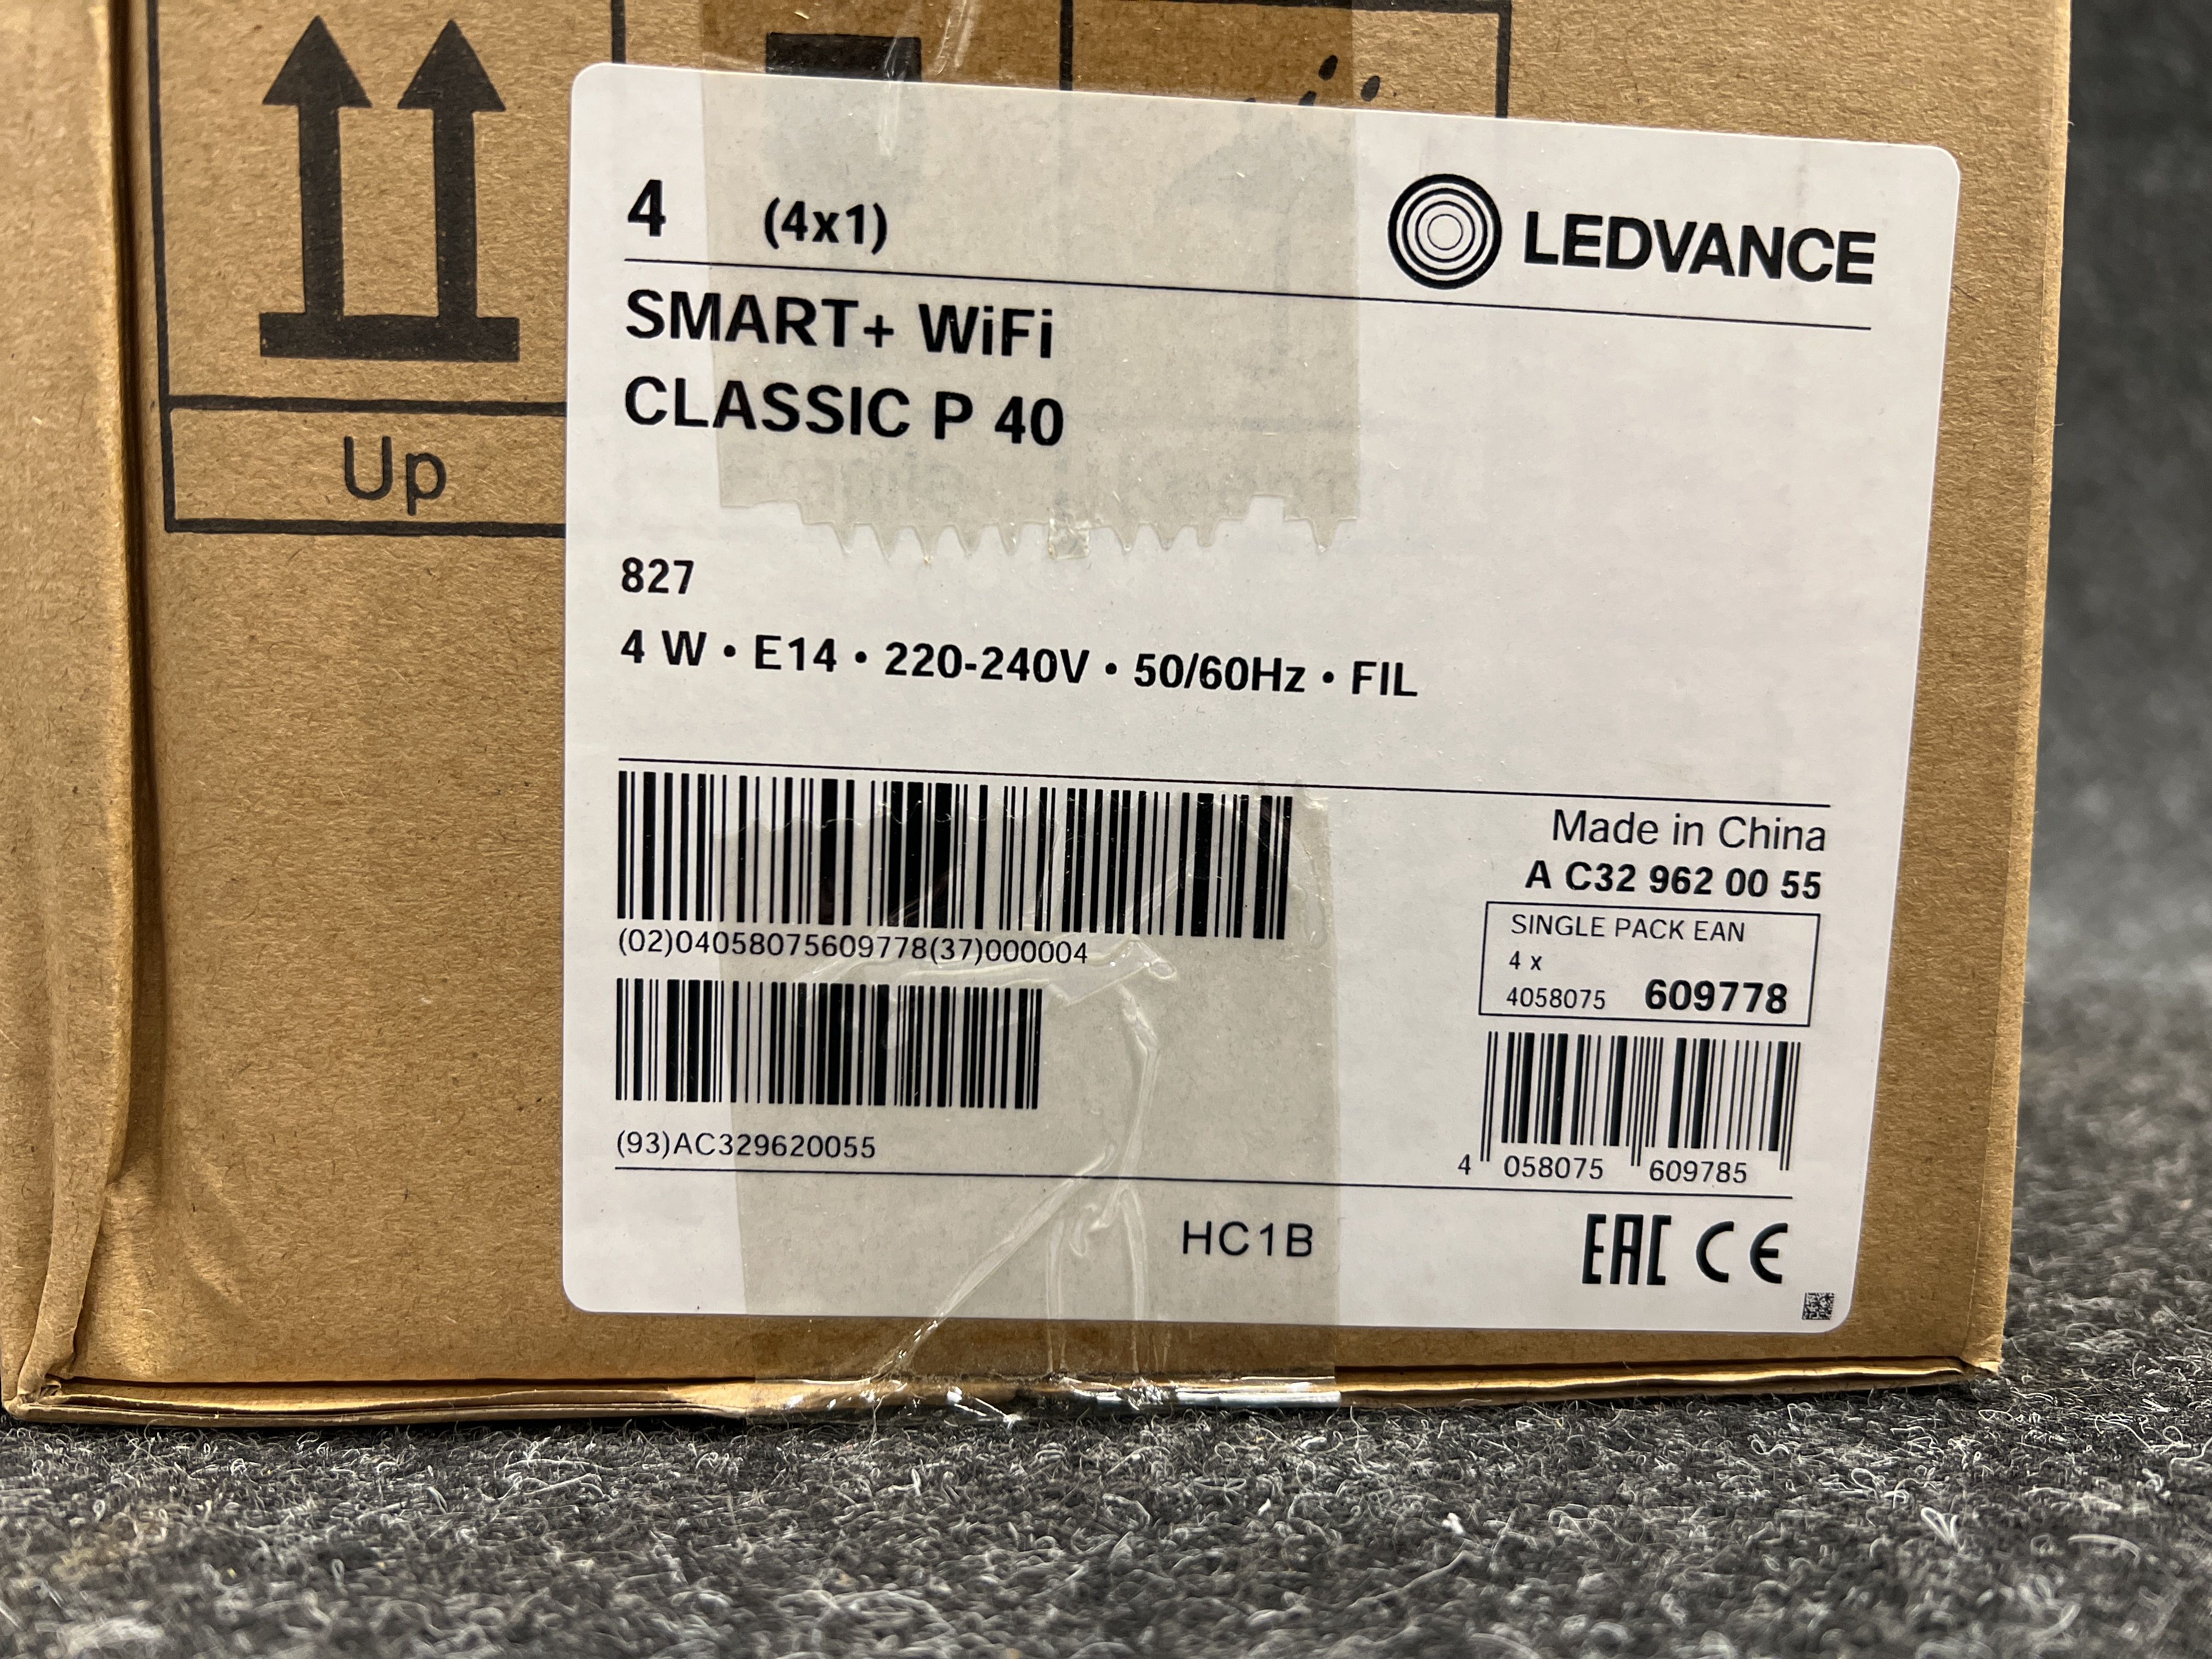 Up
4 (4x1)
LEDVANCE
SMART+ WiFi
CLASSIC P 40
827
4 W • E14 • 220-240V • 50/60Hz • FIL
(02)04058075609778(37)000004
(93)AC329620055
Made in China
A C32 962 00 55
SINGLE PACK EAN
4 x
4058075 609778
4 058075 609785
HC1B
EAC CE